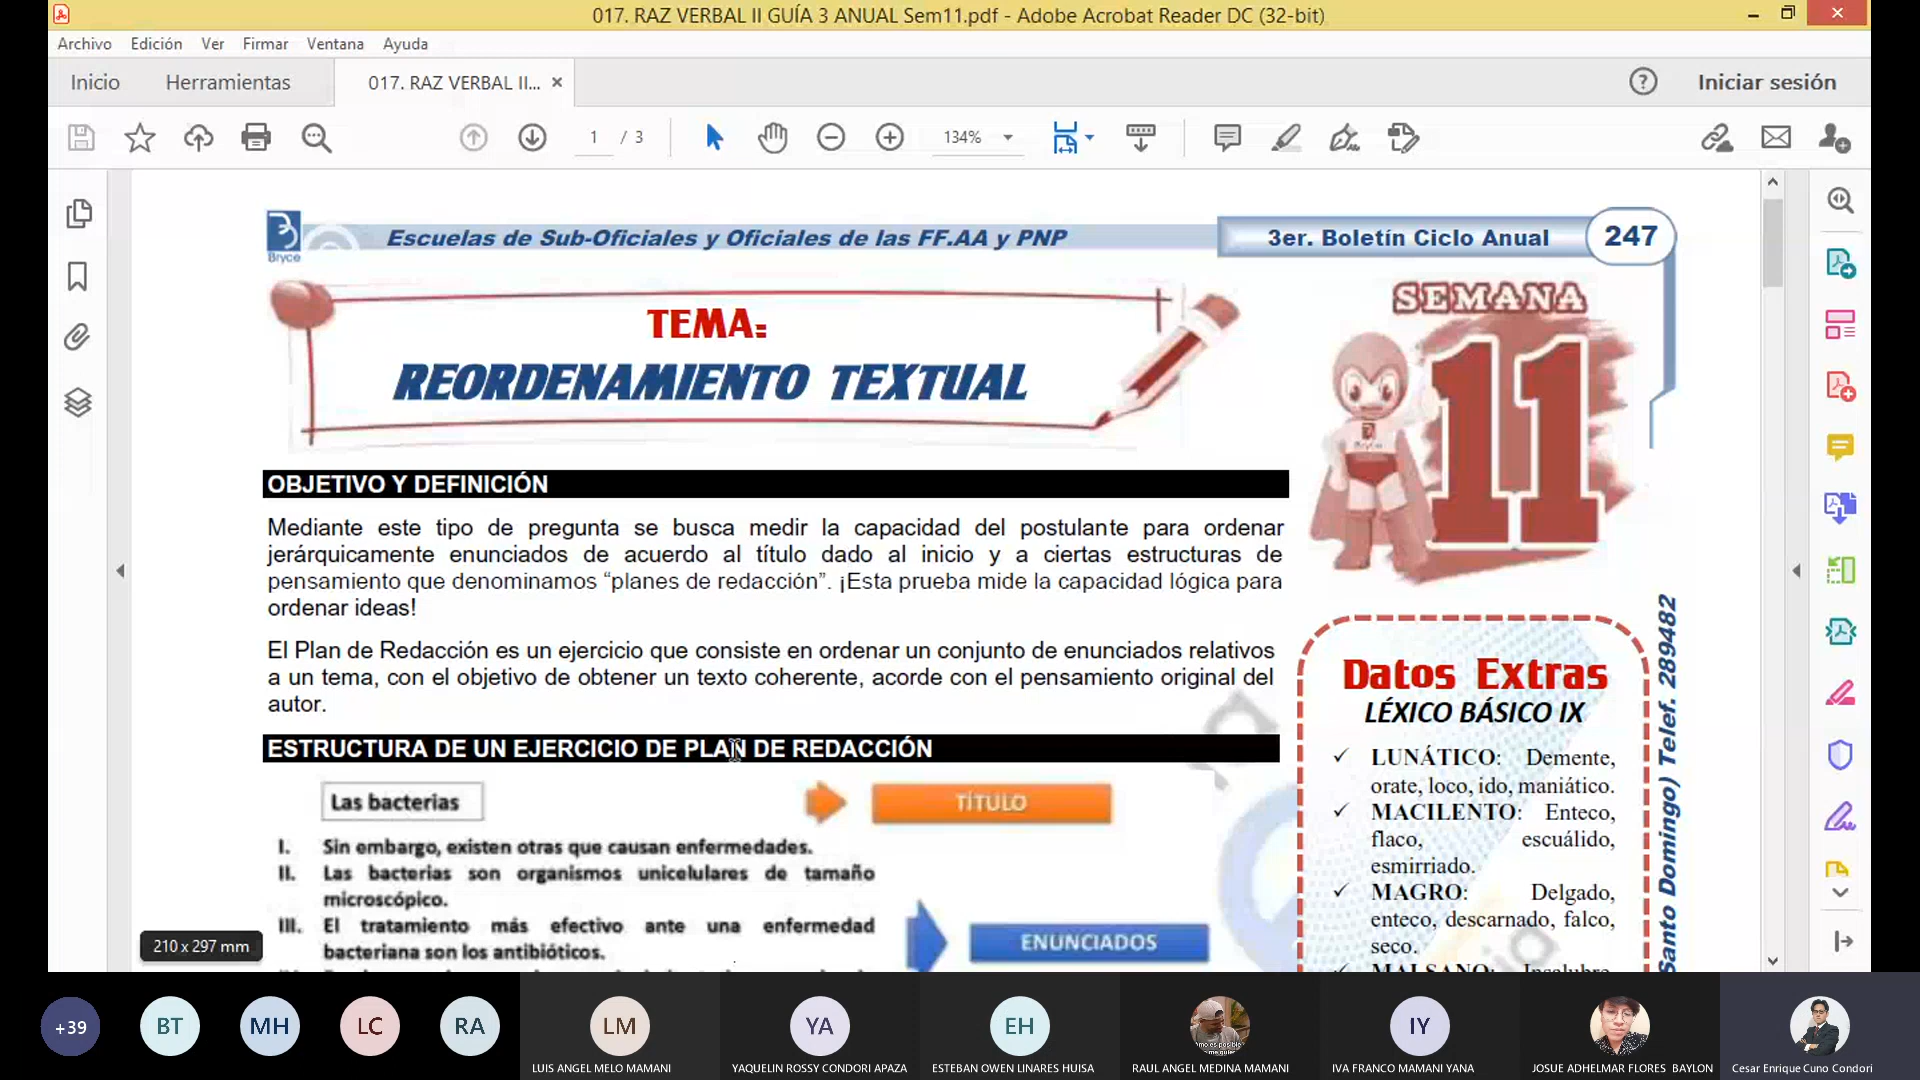 017. RAZ VERBAL II GUÍA 3 ANUAL Sem11.pdf - Adobe Acrobat Reader DC (32-bit)
Archivo Edición Ver Firmar Ventana Ayuda
Inicio Herramientas 017. RAZ VERBAL II... × Iniciar sesión
1 / 3 134%
Bryce
Escuelas de Sub-Oficiales y Oficiales de las FF.AA y PNP
3er. Boletín Ciclo Anual 247
TEMA:
REORDENAMIENTO TEXTUAL
SEMANA
11
OBJETIVO Y DEFINICIÓN
Mediante este tipo de pregunta se busca medir la capacidad del postulante para ordenar
jerárquicamente enunciados de acuerdo al título dado al inicio y a ciertas estructuras de
pensamiento que denominamos “planes de redacción”. ¡Esta prueba mide la capacidad lógica para
ordenar ideas!
El Plan de Redacción es un ejercicio que consiste en ordenar un conjunto de enunciados relativos
a un tema, con el objetivo de obtener un texto coherente, acorde con el pensamiento original del
autor.
ESTRUCTURA DE UN EJERCICIO DE PLAN DE REDACCIÓN
Las bacterias
TÍTULO
I. Sin embargo, existen otras que causan enfermedades.
II. Las bacterias son organismos unicelulares de tamaño
microscópico.
III. El tratamiento más efectivo ante una enfermedad
bacteriana son los antibióticos.
ENUNCIADOS
Datos Extras
LÉXICO BÁSICO IX
✓ LUNÁTICO: Demente,
orate, loco, ido, maniático.
✓ MACILENTO: Enteco,
flaco, escuálido,
esmirriado.
✓ MAGRO: Delgado,
enteco, descarnado, falco,
seco.
MALSANO: Insalubre,
Santo Domingo) Telef. 289482
210 x 297 mm
+39 BT MH LC RA LM YA EH IY
LUIS ANGEL MELO MAMANI
YAQUELIN ROSSY CONDORI APAZA
ESTEBAN OWEN LINARES HUISA
RAUL ANGEL MEDINA MAMANI
IVA FRANCO MAMANI YANA
JOSUE ADHELMAR FLORES BAYLON
Cesar Enrique Cuno Condori